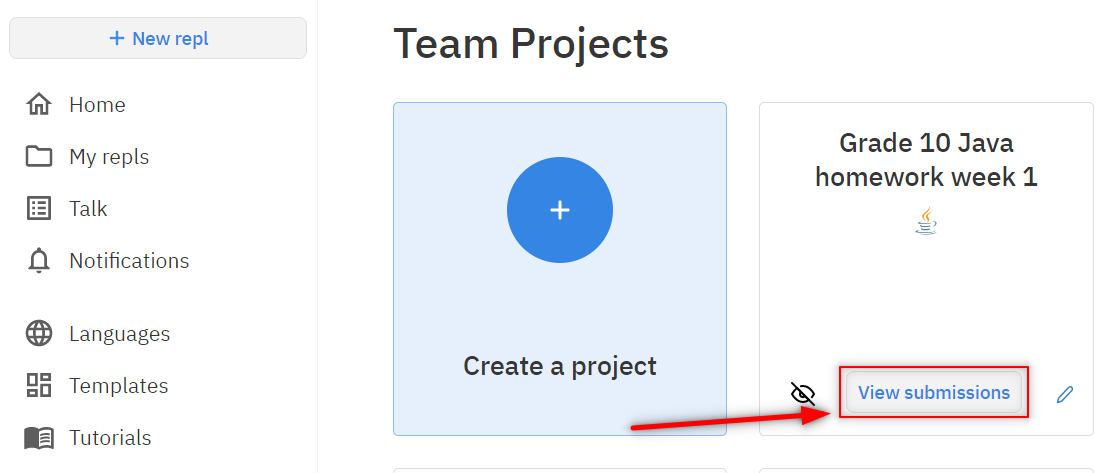 + New repl
Home
My repls
Talk
Notifications
Languages
Templates
Tutorials
Team Projects
Create a project
Grade 10 Java
homework week 1
View submissions